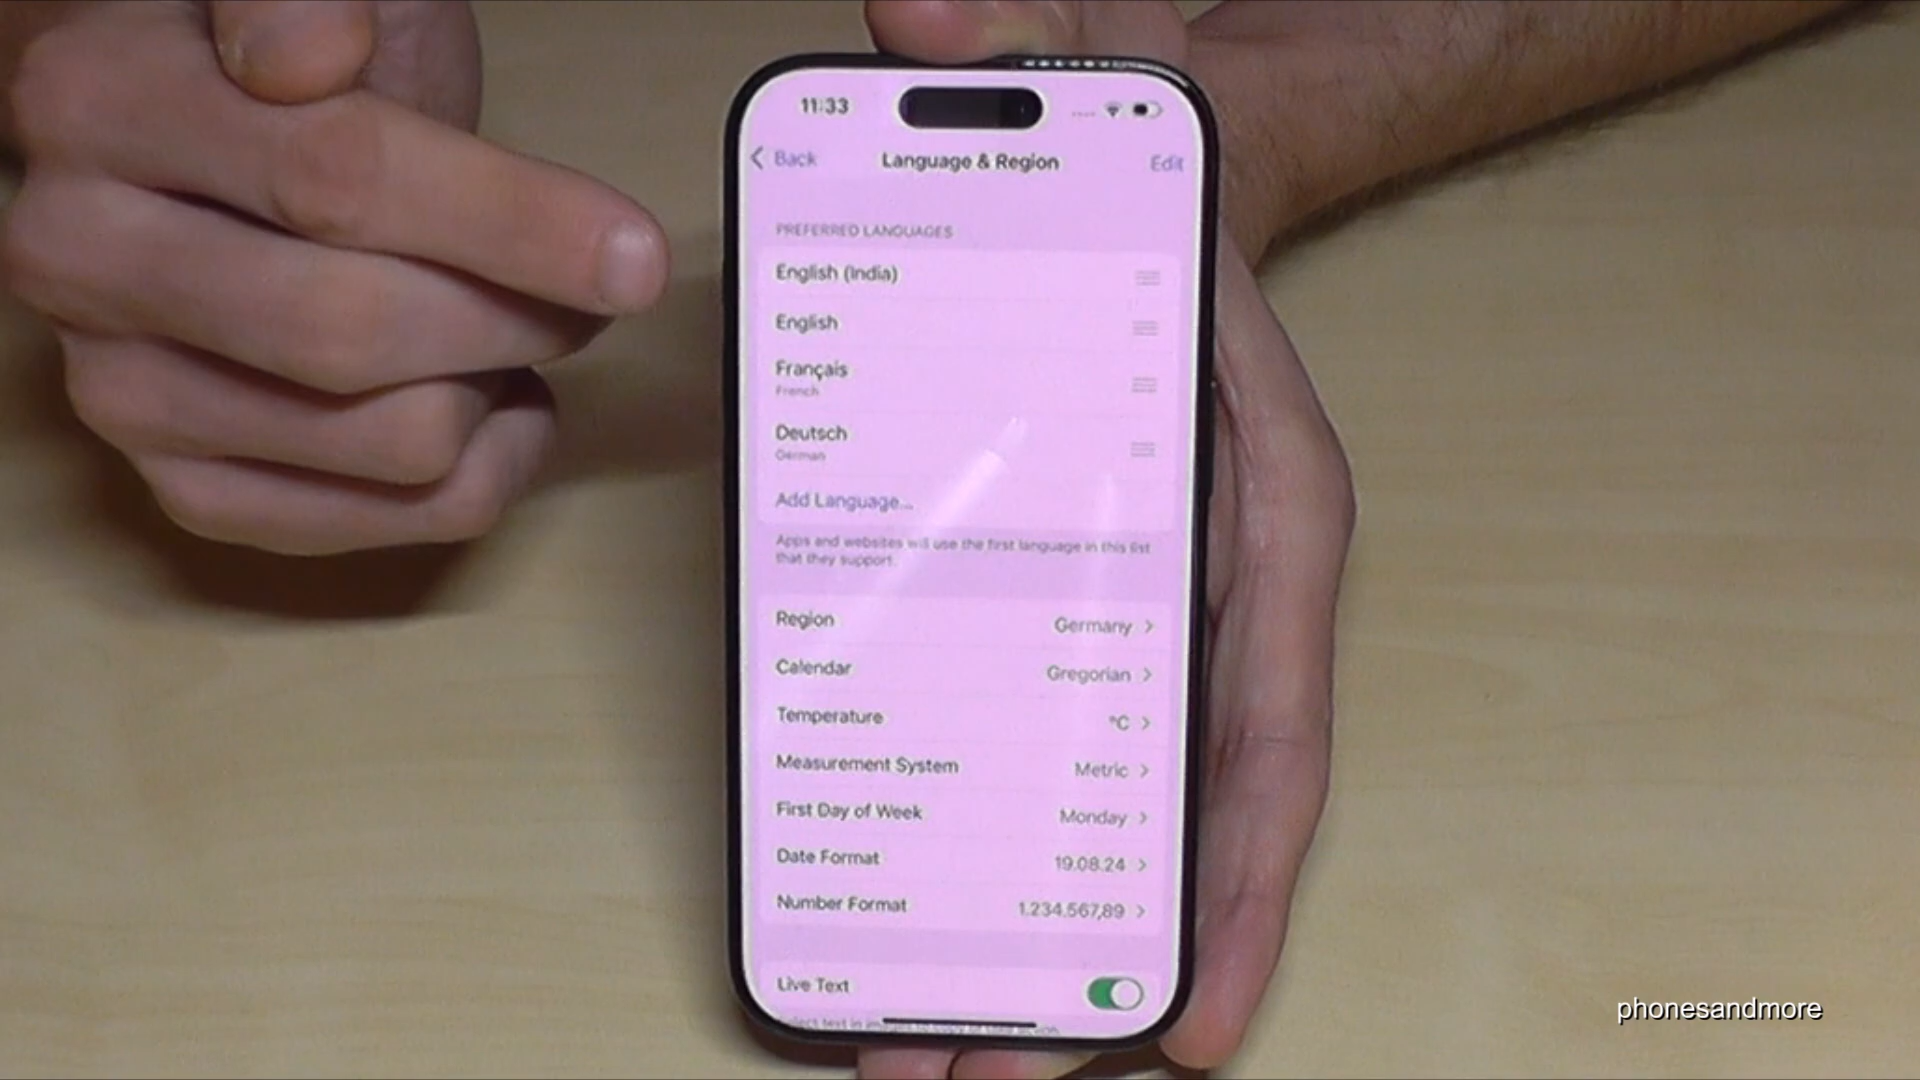 11:33
Back
Language & Region
Edit
PREFERRED LANGUAGES
English (India)
English
Français
French
Deutsch
German
Add Language...
Apps and websites will use the first language in this list
that they support.
Region
Germany
Calendar
Gregorian
Temperature
°C
Measurement System
Metric
First Day of Week
Monday
Date Format
19.08.24
Number Format
1.234.567,89
Live Text
phonesandmore